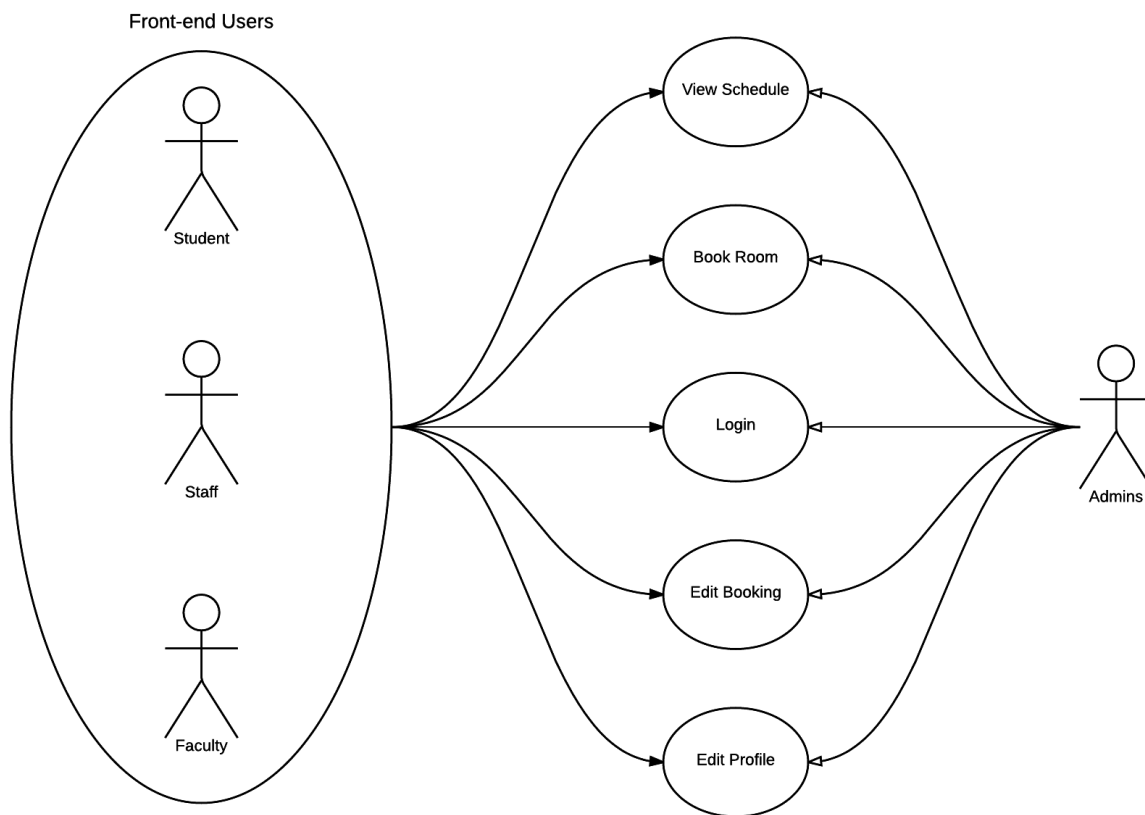 Front-end Users
Student
Staff
Faculty
View Schedule
Book Room
Login
Edit Booking
Edit Profile
Admins